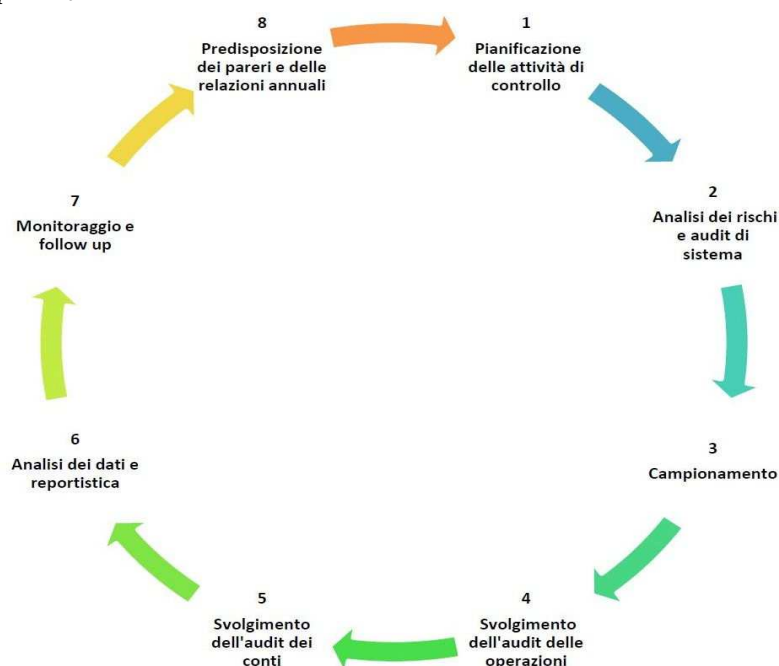 1
Pianificazione
delle attività di
controllo
2
Analisi dei rischi
e audit di
sistema
3
Campionamento
4
Svolgimento
dell'audit delle
operazioni
5
Svolgimento
dell'audit dei
conti
6
Analisi dei dati e
reportistica
7
Monitoraggio e
follow up
8
Predisposizione
dei pareri e delle
relazioni annuali